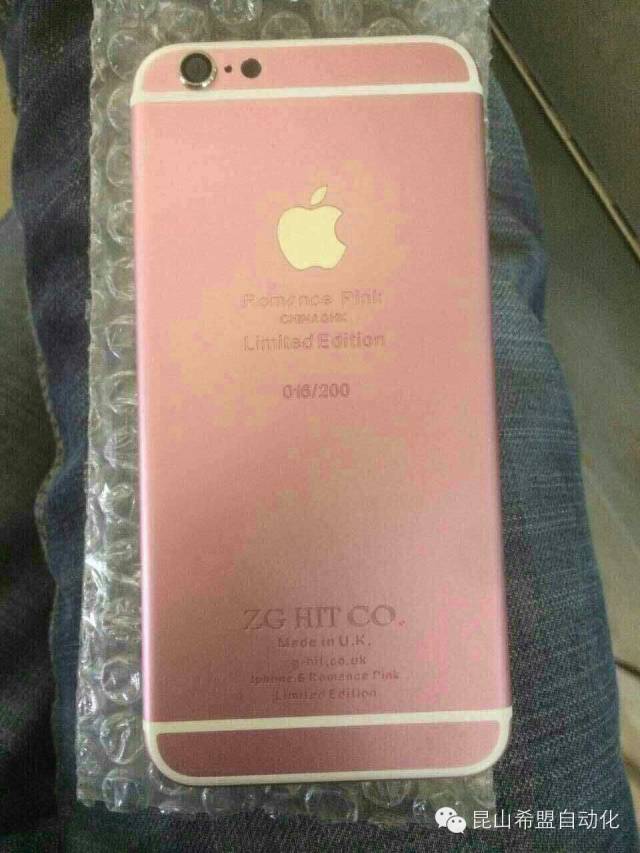 Romance Pink
CHINAGHK
Limited Edition
016/200
ZG HIT CO.
Made in U.K.
g-hit.co.uk
Iphone 6 Romance Pink
Limited Edition
昆山希盟自动化